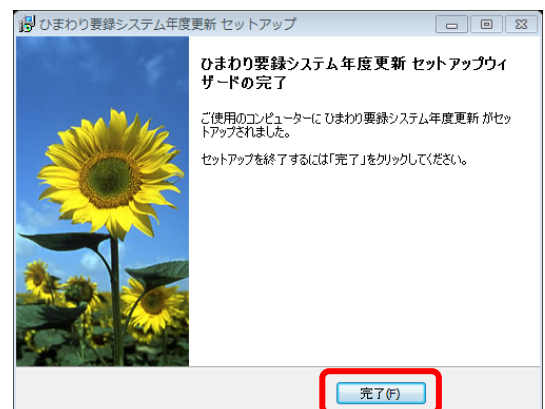 ひまわり要録システム年度更新 セットアップ
ひまわり要録システム年度更新 セットアップウィ
ザードの完了
ご使用のコンピューターに ひまわり要録システム年度更新 がセッ
トアップされました。
セットアップを終了するには「完了」をクリックしてください。
完了(F)